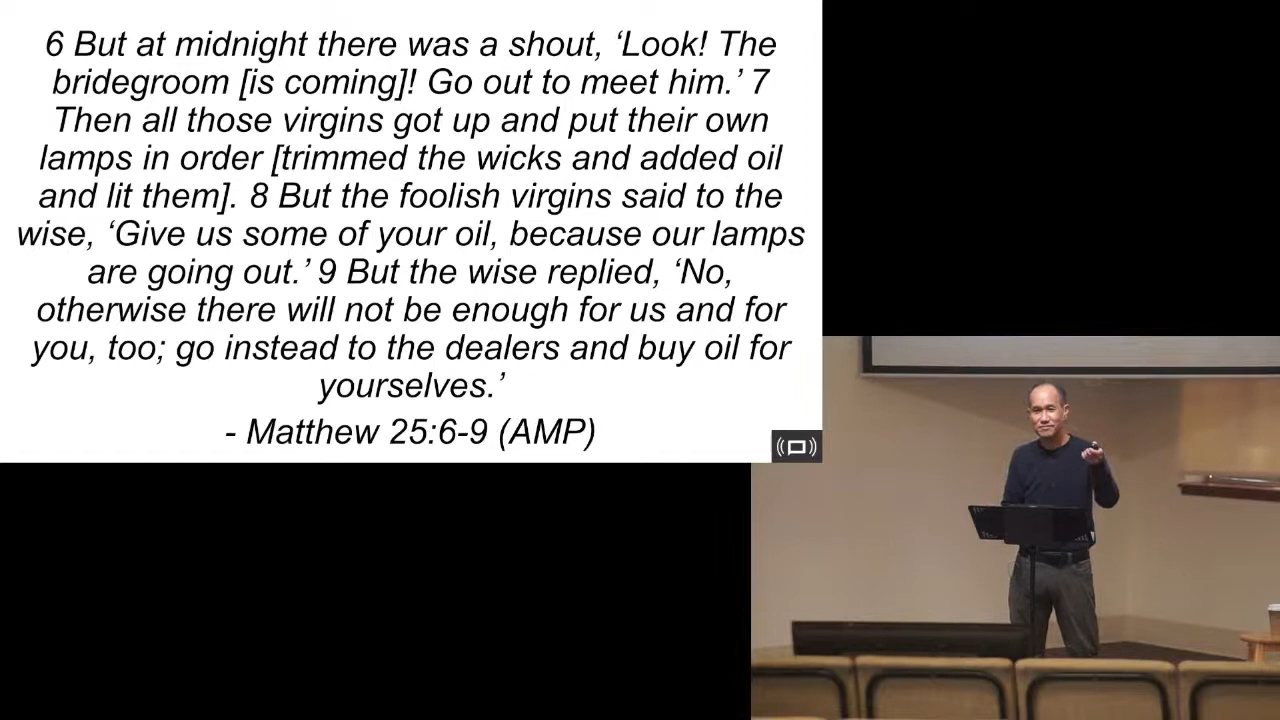 6 But at midnight there was a shout, ‘Look! The
bridegroom [is coming]! Go out to meet him.’ 7
Then all those virgins got up and put their own
lamps in order [trimmed the wicks and added oil
and lit them]. 8 But the foolish virgins said to the
wise, ‘Give us some of your oil, because our lamps
are going out.’ 9 But the wise replied, ‘No,
otherwise there will not be enough for us and for
you, too; go instead to the dealers and buy oil for
yourselves.’
- Matthew 25:6-9 (AMP)